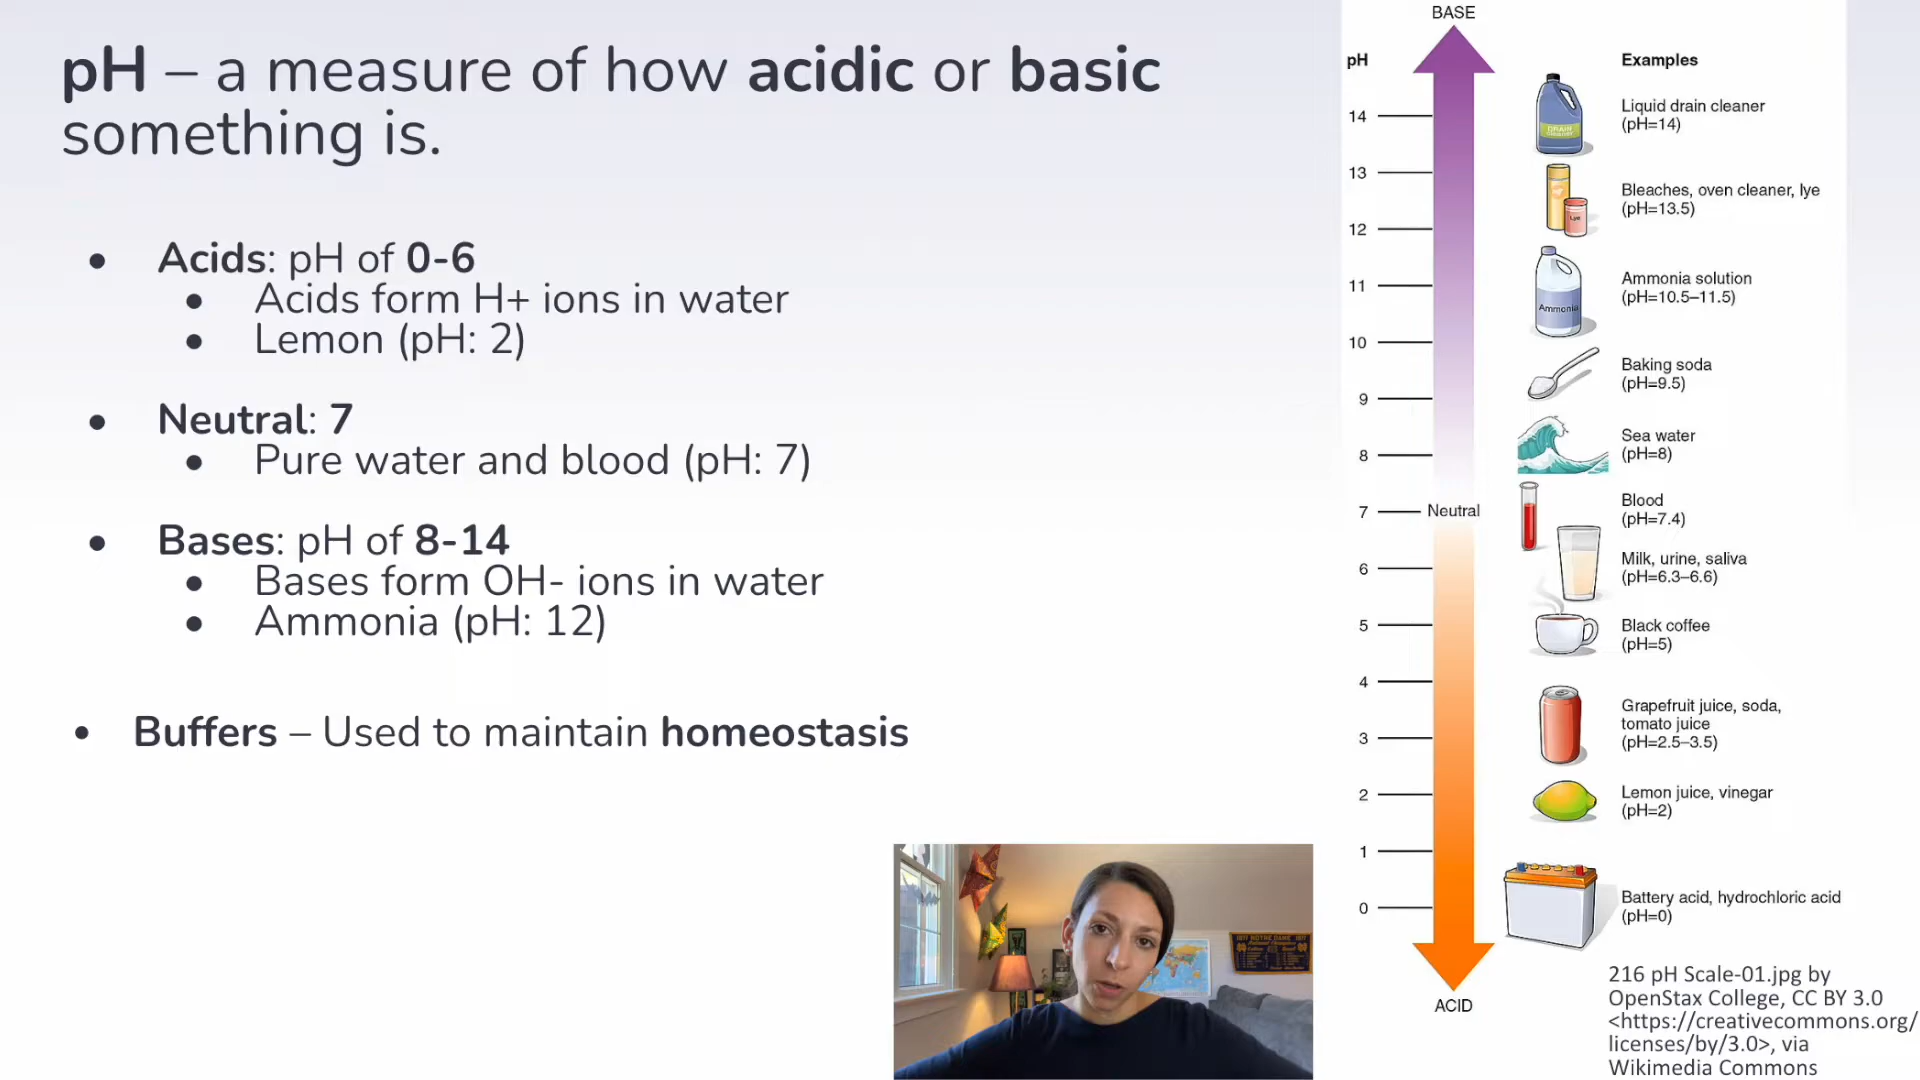 pH – a measure of how acidic or basic
something is.
• Acids: pH of 0-6
• Acids form H+ ions in water
• Lemon (pH: 2)
• Neutral: 7
• Pure water and blood (pH: 7)
• Bases: pH of 8-14
• Bases form OH- ions in water
• Ammonia (pH: 12)
• Buffers – Used to maintain homeostasis
BASE
pH
Examples
14
Liquid drain cleaner
(pH=14)
13
Bleaches, oven cleaner, lye
(pH=13.5)
Lye
12
11
Ammonia solution
(pH=10.5–11.5)
Ammonia
10
Baking soda
(pH=9.5)
9
Sea water
(pH=8)
8
Blood
(pH=7.4)
7
Neutral
Milk, urine, saliva
(pH=6.3–6.6)
6
5
Black coffee
(pH=5)
4
Grapefruit juice, soda,
tomato juice
(pH=2.5–3.5)
3
2
Lemon juice, vinegar
(pH=2)
1
0
Battery acid, hydrochloric acid
(pH=0)
ACID
216 pH Scale-01.jpg by
OpenStax College, CC BY 3.0
<https://creativecommons.org/
licenses/by/3.0>, via
Wikimedia Commons